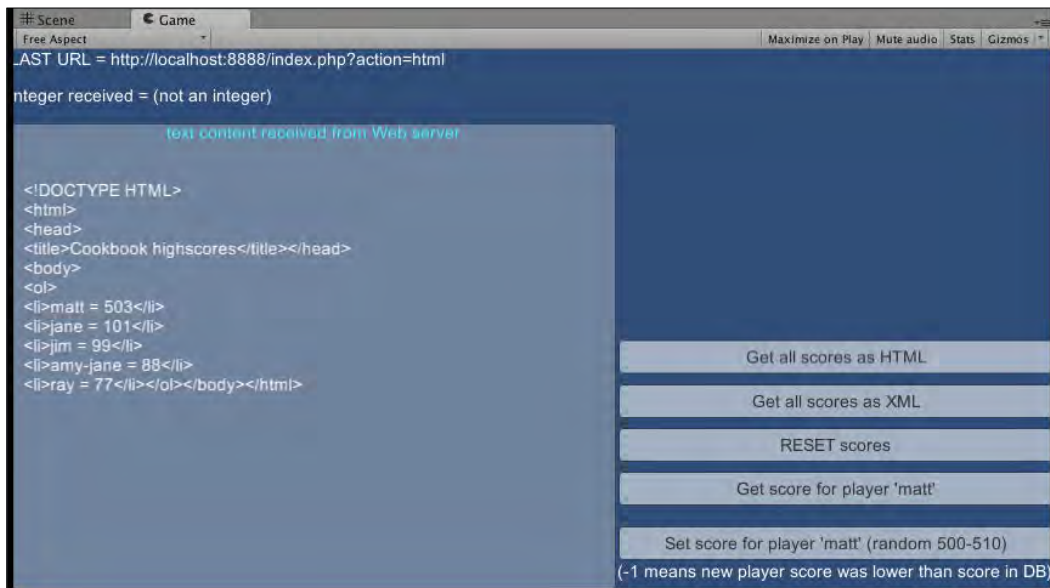 Scene Game
Free Aspect Maximize on Play Mute audio Stats Gizmos
LAST URL = http://localhost:8888/index.php?action=html
nteger received = (not an integer)
text content received from Web server
<!DOCTYPE HTML>
<html>
<head>
<title>Cookbook highscores</title></head>
<body>
<ol>
<li>matt = 503</li>
<li>jane = 101</li>
<li>jim = 99</li>
<li>amy-jane = 88</li>
<li>ray = 77</li></ol></body></html>
Get all scores as HTML
Get all scores as XML
RESET scores
Get score for player 'matt'
Set score for player 'matt' (random 500-510)
(-1 means new player score was lower than score in DB)